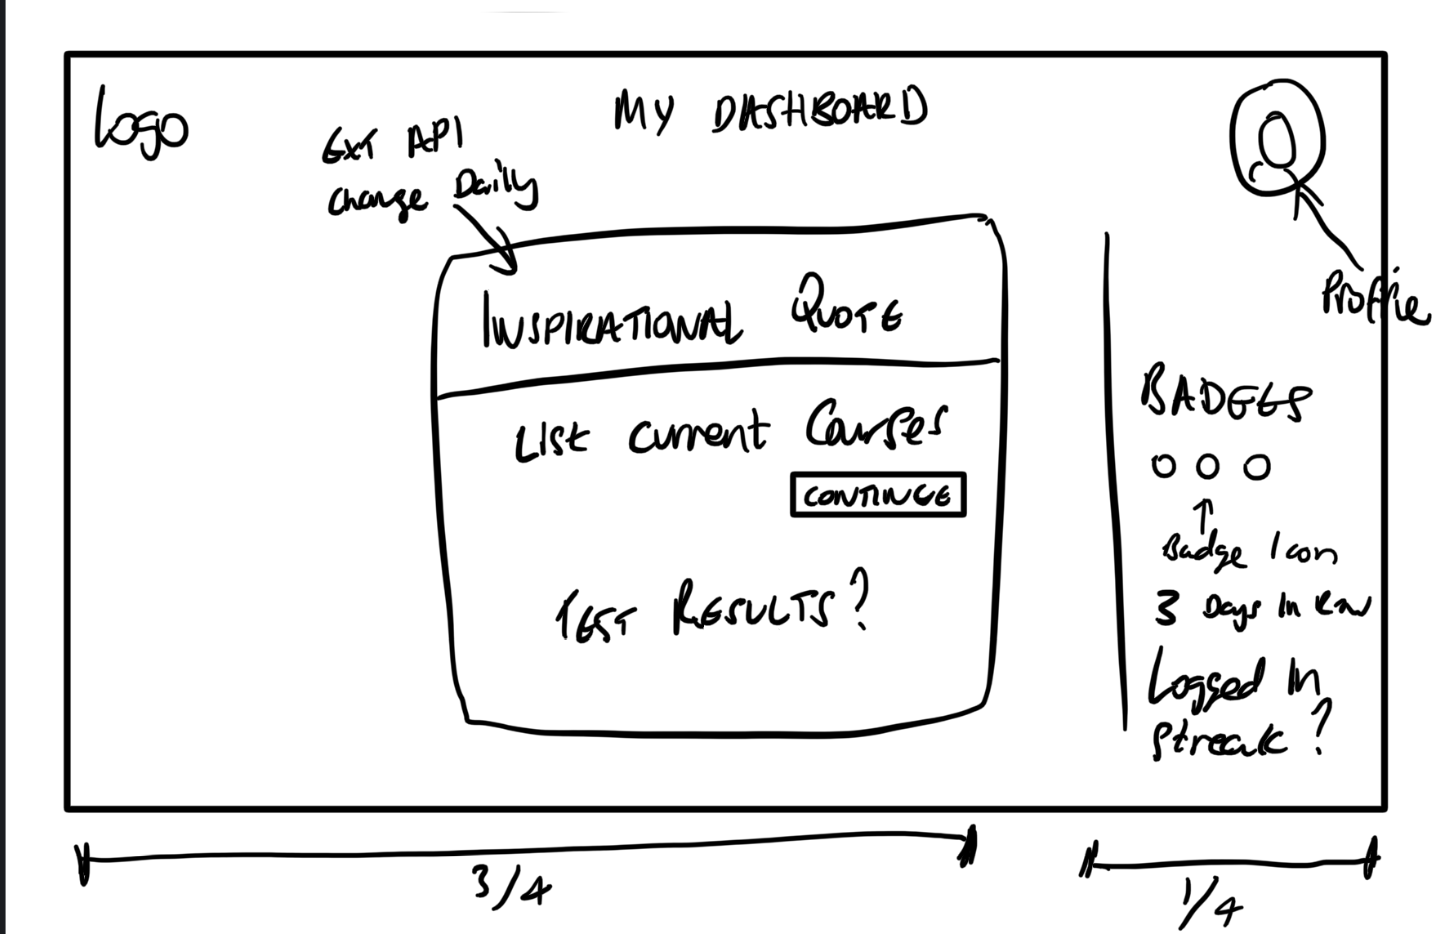 Logo
MY DASHBOARD
Ext API
change Daily
Profile
INSPIRATIONAL QUOTE
LIST current Courses
CONTINUE
TEST RESULTS?
BADGES
Badge Icon
3 Days In Row
Logged In
Streak?
3/4
1/4